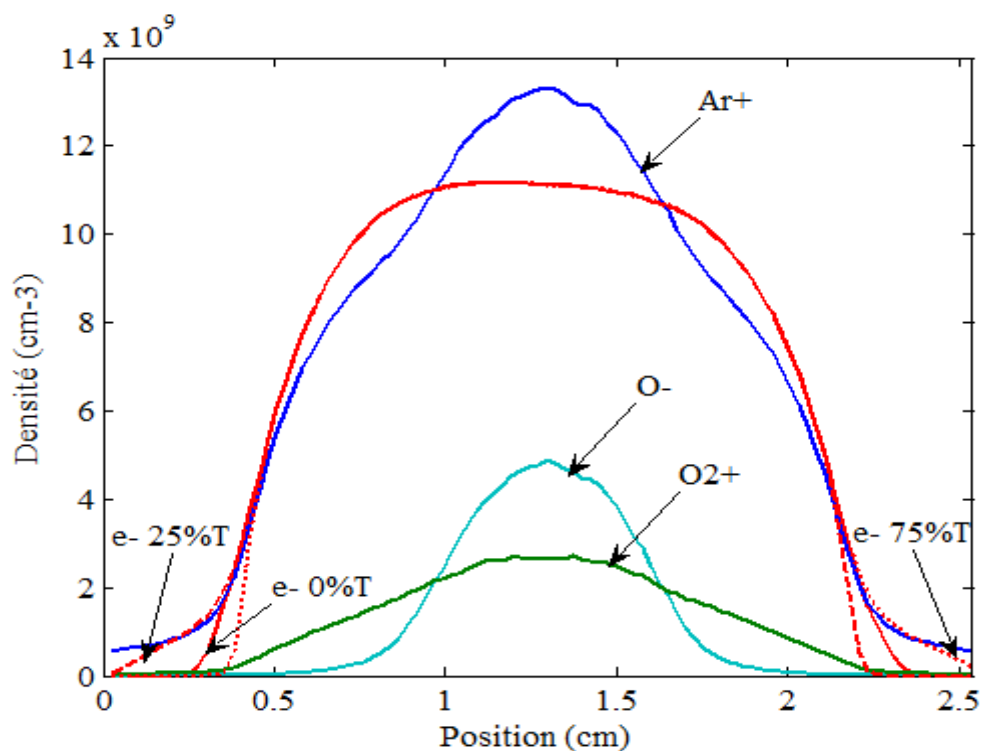 x 10^9
14
12
10
8
6
4
2
0
Densité (cm-3)
Ar+
O-
O2+
e- 25%T
e- 0%T
e- 75%T
0
0.5
1
1.5
2
2.5
Position (cm)